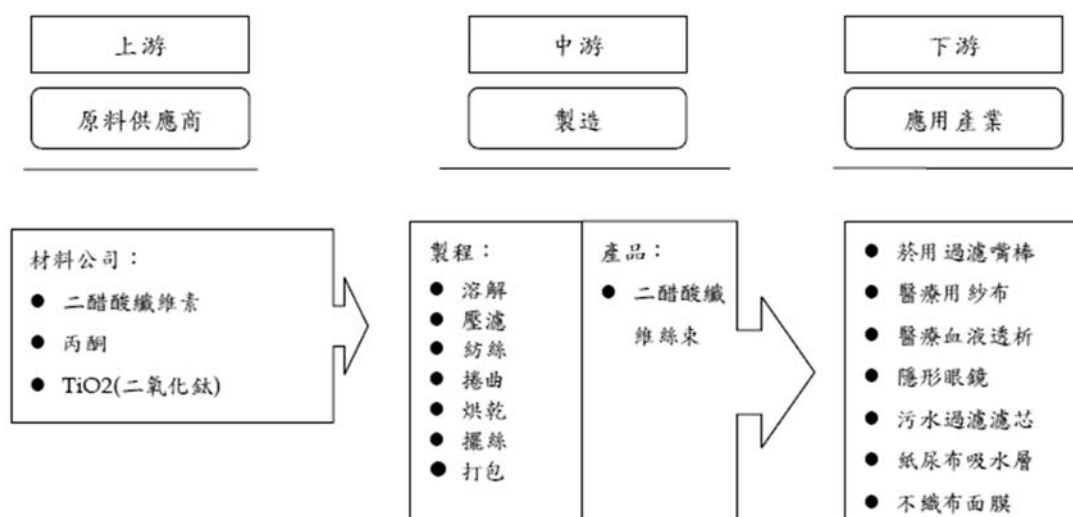 上游
原料供應商
材料公司：
● 二醋酸纖維素
● 丙酮
● TiO2(二氧化鈦)
中游
製造
製程：
● 溶解
● 壓濾
● 紡絲
● 捲曲
● 烘乾
● 擺絲
● 打包
產品：
● 二醋酸纖
維絲束
下游
應用產業
● 菸用過濾嘴棒
● 醫療用紗布
● 醫療血液透析
● 隱形眼鏡
● 污水過濾濾芯
● 紙尿布吸水層
● 不織布面膜